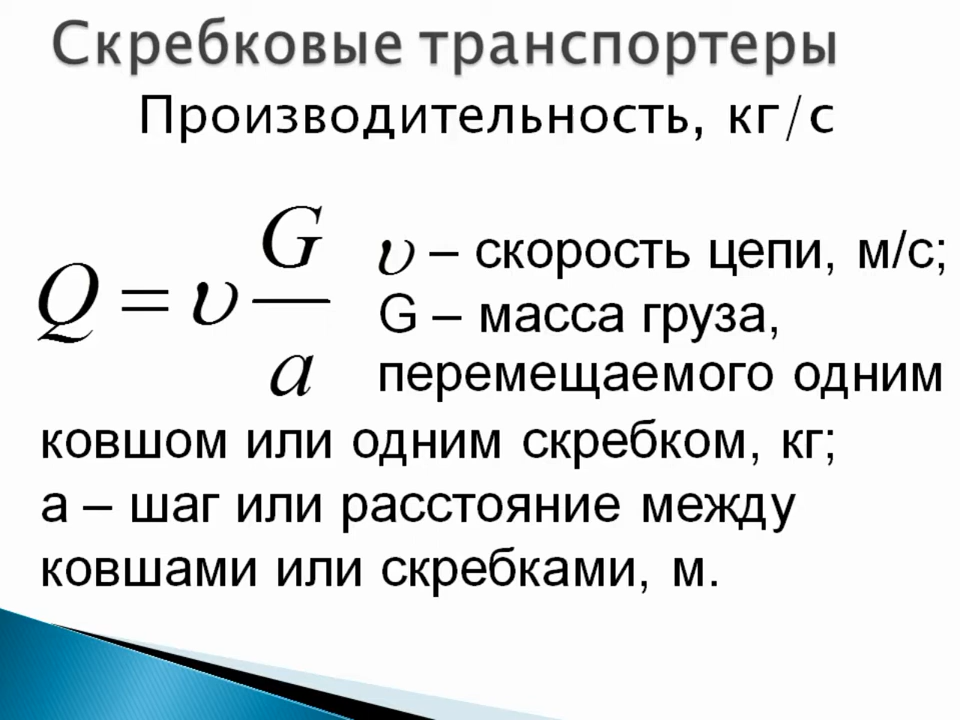 Скребковые транспортеры
Производительность, кг/с
Q = υ G / a
υ – скорость цепи, м/с;
G – масса груза,
перемещаемого одним
ковшом или одним скребком, кг;
а – шаг или расстояние между
ковшами или скребками, м.